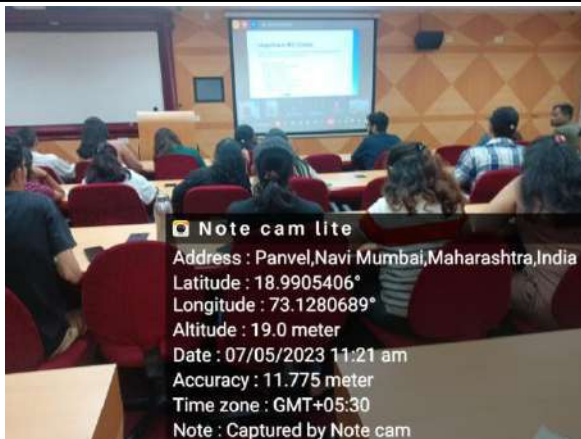 Note cam lite
Address : Panvel,Navi Mumbai,Maharashtra,India
Latitude : 18.9905406°
Longitude : 73.1280689°
Altitude : 19.0 meter
Date : 07/05/2023 11:21 am
Accuracy : 11.775 meter
Time zone : GMT+05:30
Note : Captured by Note cam